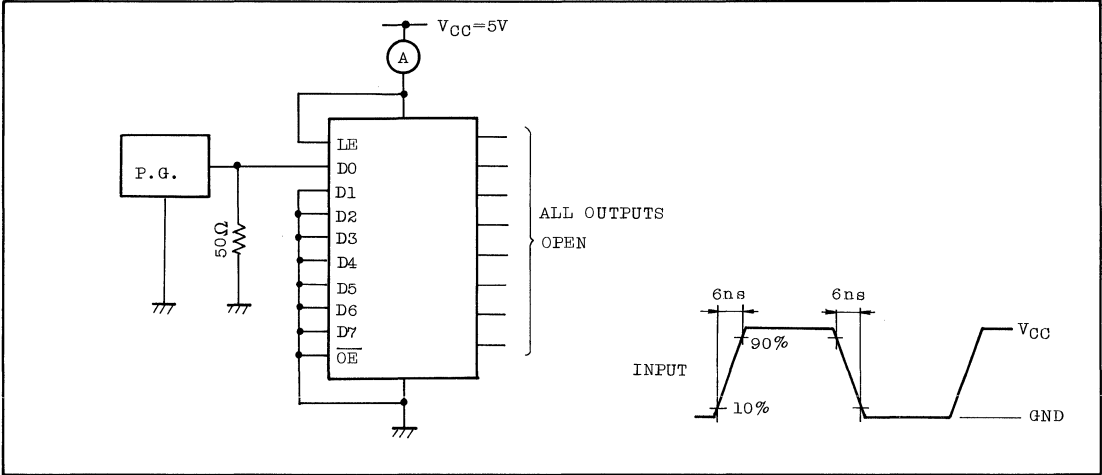 VCC=5V
A
LE
P.G.
D0
D1
D2
D3
D4
D5
D6
D7
OE
50Ω
ALL OUTPUTS
OPEN
6ns
6ns
VCC
90%
INPUT
10%
GND